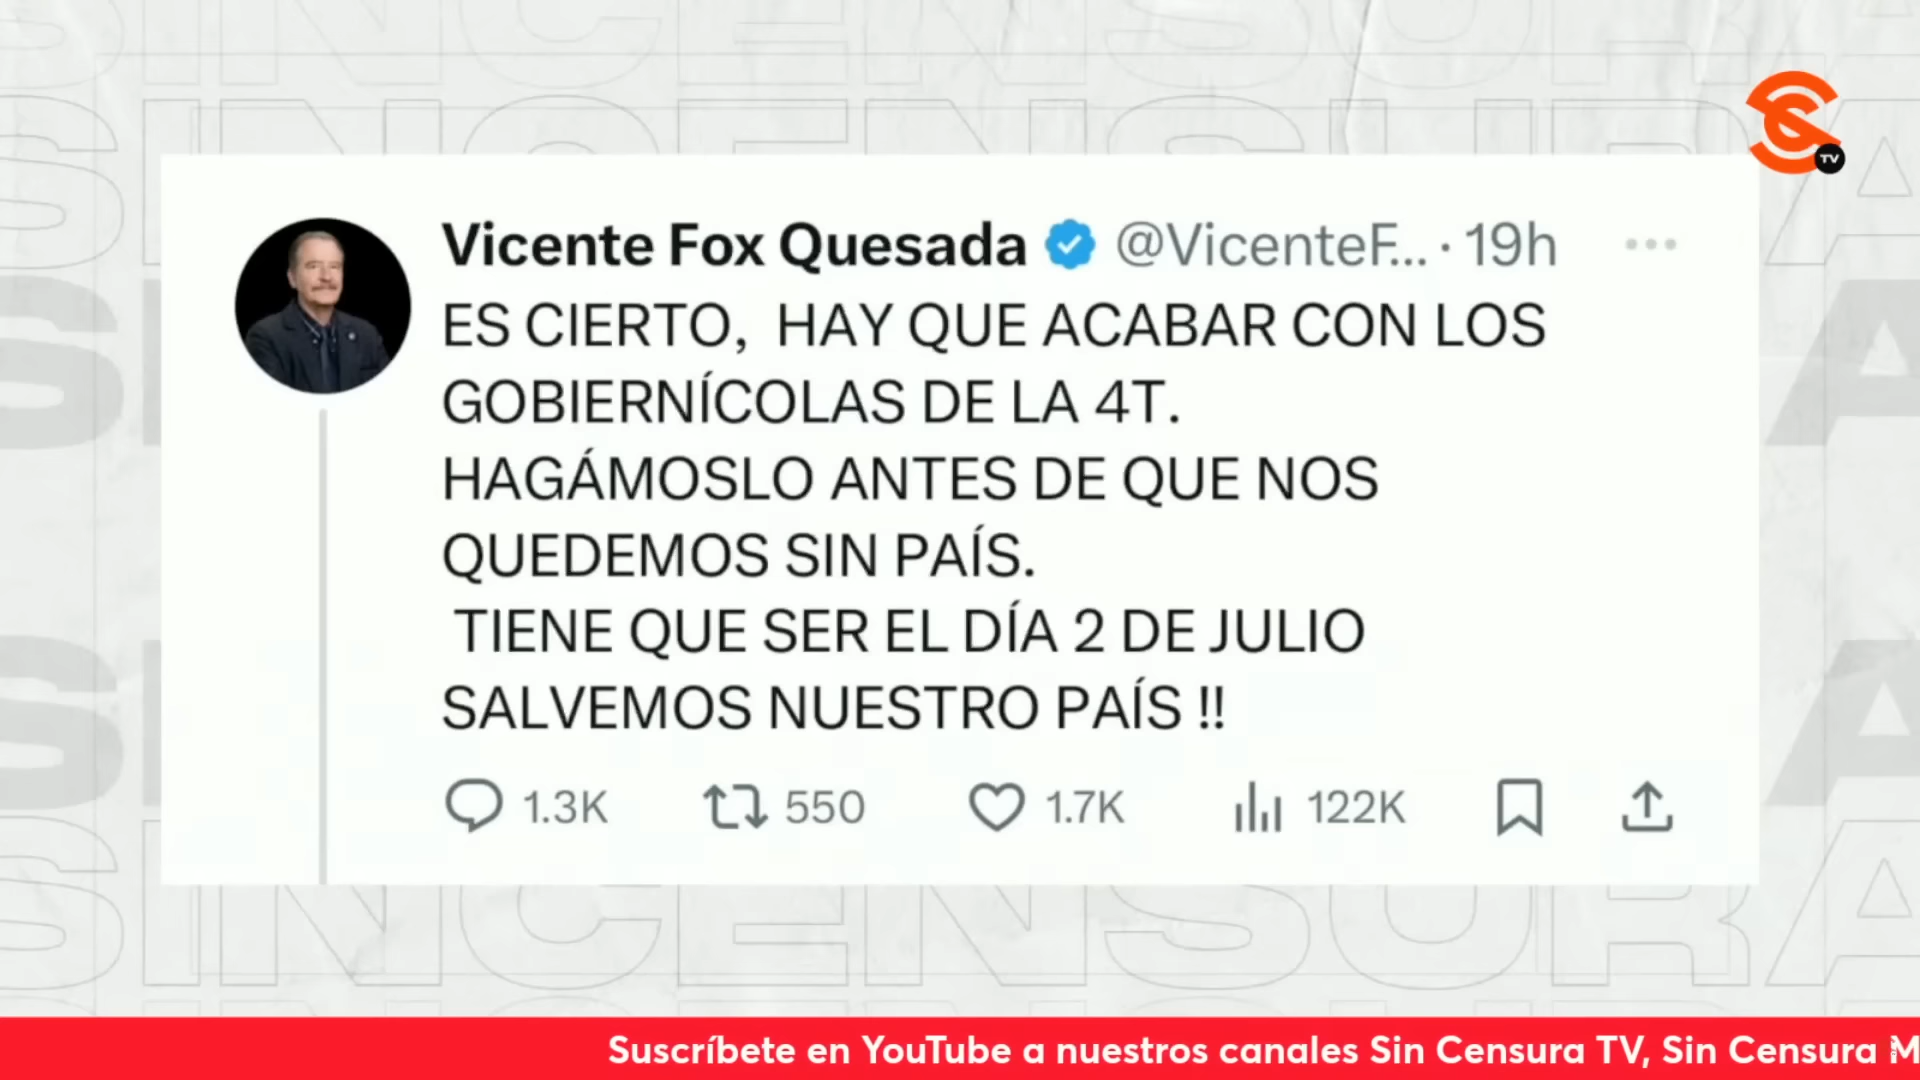 SINCENSURA
TV
Vicente Fox Quesada @VicenteF... · 19h
ES CIERTO, HAY QUE ACABAR CON LOS
GOBIERNÍCOLAS DE LA 4T.
HAGÁMOSLO ANTES DE QUE NOS
QUEDEMOS SIN PAÍS.
TIENE QUE SER EL DÍA 2 DE JULIO
SALVEMOS NUESTRO PAÍS !!
1.3K 550 1.7K 122K
SINCENSURA
Suscríbete en YouTube a nuestros canales Sin Censura TV, Sin Censura M